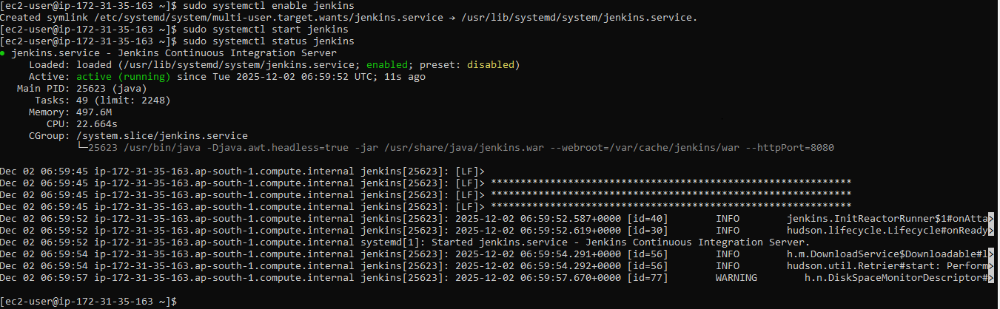 [ec2-user@ip-172-31-35-163 ~]$ sudo systemctl enable jenkins
Created symlink /etc/systemd/system/multi-user.target.wants/jenkins.service → /usr/lib/systemd/system/jenkins.service.
[ec2-user@ip-172-31-35-163 ~]$ sudo systemctl start jenkins
[ec2-user@ip-172-31-35-163 ~]$ sudo systemctl status jenkins
● jenkins.service - Jenkins Continuous Integration Server
     Loaded: loaded (/usr/lib/systemd/system/jenkins.service; enabled; preset: disabled)
     Active: active (running) since Tue 2025-12-02 06:59:52 UTC; 11s ago
   Main PID: 25623 (java)
      Tasks: 49 (limit: 2248)
     Memory: 497.6M
        CPU: 22.664s
     CGroup: /system.slice/jenkins.service
             └─25623 /usr/bin/java -Djava.awt.headless=true -jar /usr/share/java/jenkins.war --webroot=/var/cache/jenkins/war --httpPort=8080
Dec 02 06:59:45 ip-172-31-35-163.ap-south-1.compute.internal jenkins[25623]: [LF]>
Dec 02 06:59:45 ip-172-31-35-163.ap-south-1.compute.internal jenkins[25623]: [LF]> *************************************************************
Dec 02 06:59:45 ip-172-31-35-163.ap-south-1.compute.internal jenkins[25623]: [LF]> *************************************************************
Dec 02 06:59:45 ip-172-31-35-163.ap-south-1.compute.internal jenkins[25623]: [LF]> *************************************************************
Dec 02 06:59:52 ip-172-31-35-163.ap-south-1.compute.internal jenkins[25623]: 2025-12-02 06:59:52.587+0000 [id=40]        INFO        jenkins.InitReactorRunner$1#onAtta>
Dec 02 06:59:52 ip-172-31-35-163.ap-south-1.compute.internal jenkins[25623]: 2025-12-02 06:59:52.619+0000 [id=30]        INFO        hudson.lifecycle.Lifecycle#onReady>
Dec 02 06:59:52 ip-172-31-35-163.ap-south-1.compute.internal systemd[1]: Started jenkins.service - Jenkins Continuous Integration Server.
Dec 02 06:59:54 ip-172-31-35-163.ap-south-1.compute.internal jenkins[25623]: 2025-12-02 06:59:54.291+0000 [id=56]        INFO        h.m.DownloadService$Downloadable#l>
Dec 02 06:59:54 ip-172-31-35-163.ap-south-1.compute.internal jenkins[25623]: 2025-12-02 06:59:54.292+0000 [id=56]        INFO        hudson.util.Retrier#start: Perform>
Dec 02 06:59:57 ip-172-31-35-163.ap-south-1.compute.internal jenkins[25623]: 2025-12-02 06:59:57.670+0000 [id=77]        WARNING        h.n.DiskSpaceMonitorDescriptor#>
[ec2-user@ip-172-31-35-163 ~]$